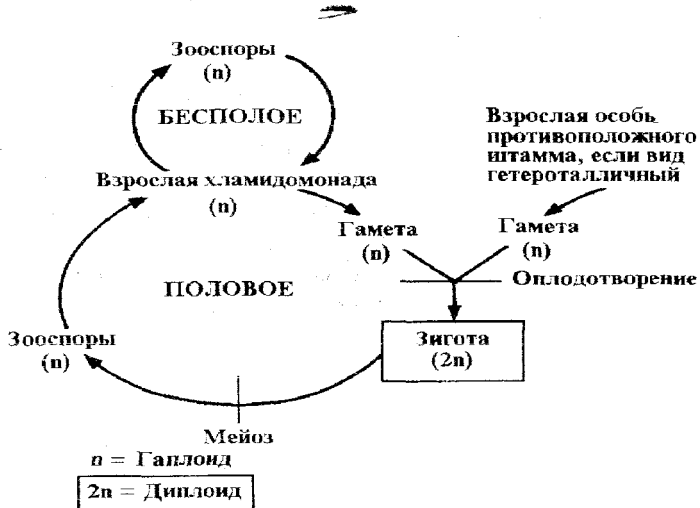 Зооспоры
(n)
БЕСПОЛОЕ
Взрослая особь
противоположного
штамма, если вид
гетероталличный
Взрослая хламидомонада
(n)
Гамета
(n)
Гамета
(n)
ПОЛОВОЕ
Оплодотворение
Зооспоры
(n)
Зигота
(2n)
Мейоз
n = Гаплоид
2n = Диплоид